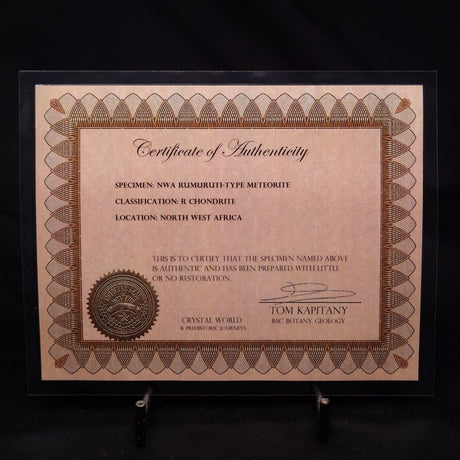 Certificate of Authenticity
SPECIMEN: NWA RUMURUTI-TYPE METEORITE
CLASSIFICATION: R CHONDRITE
LOCATION: NORTH WEST AFRICA
THIS IS TO CERTIFY THAT THE SPECIMEN NAMED ABOVE
IS AUTHENTIC AND HAS BEEN PREPARED WITH LITTLE
OR NO RESTORATION.
CRYSTAL WORLD
& PREHISTORIC JOURNEYS
TOM KAPITANY
BSC BOTANY, GEOLOGY